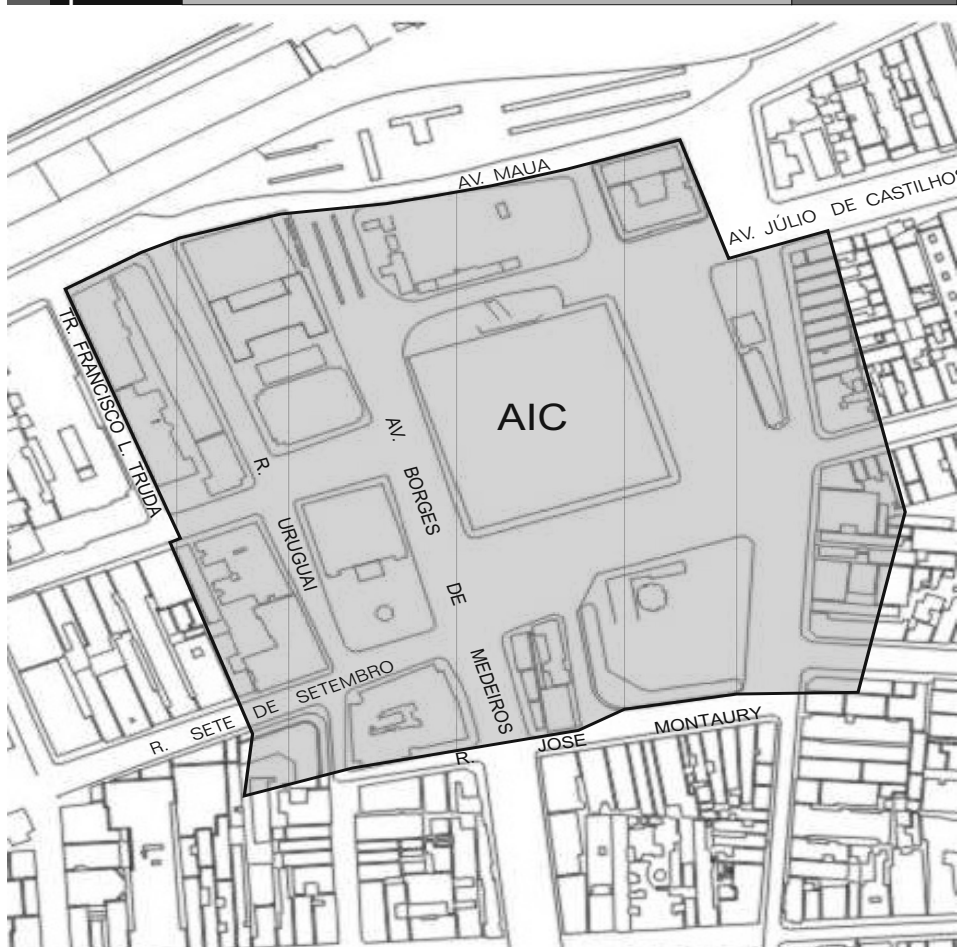 AV. MAUA
AV. JÚLIO DE CASTILHOS
TR. FRANCISCO L. TRUDA
AIC
R. URUGUAI
AV. BORGES DE MEDEIROS
R. SETE DE SETEMBRO
R. JOSE MONTAURY